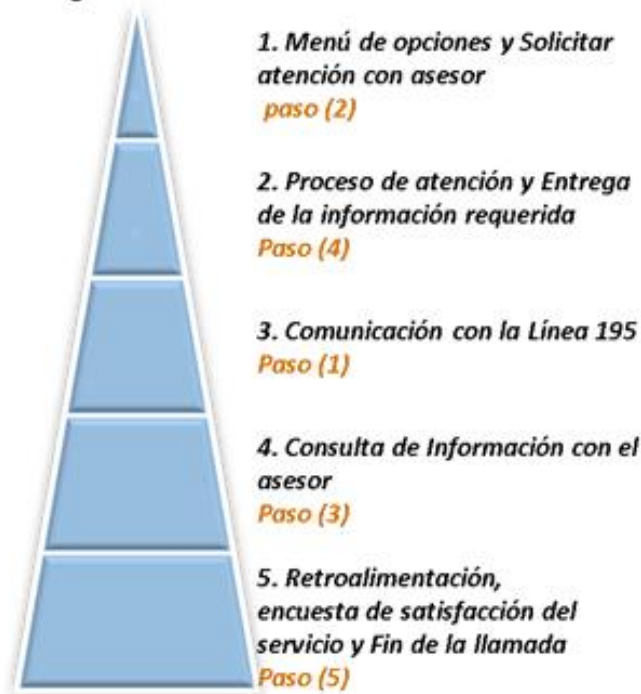 1. Menú de opciones y Solicitar
atención con asesor
paso (2)
2. Proceso de atención y Entrega
de la información requerida
Paso (4)
3. Comunicación con la Línea 195
Paso (1)
4. Consulta de Información con el
asesor
Paso (3)
5. Retroalimentación,
encuesta de satisfacción del
servicio y Fin de la llamada
Paso (5)